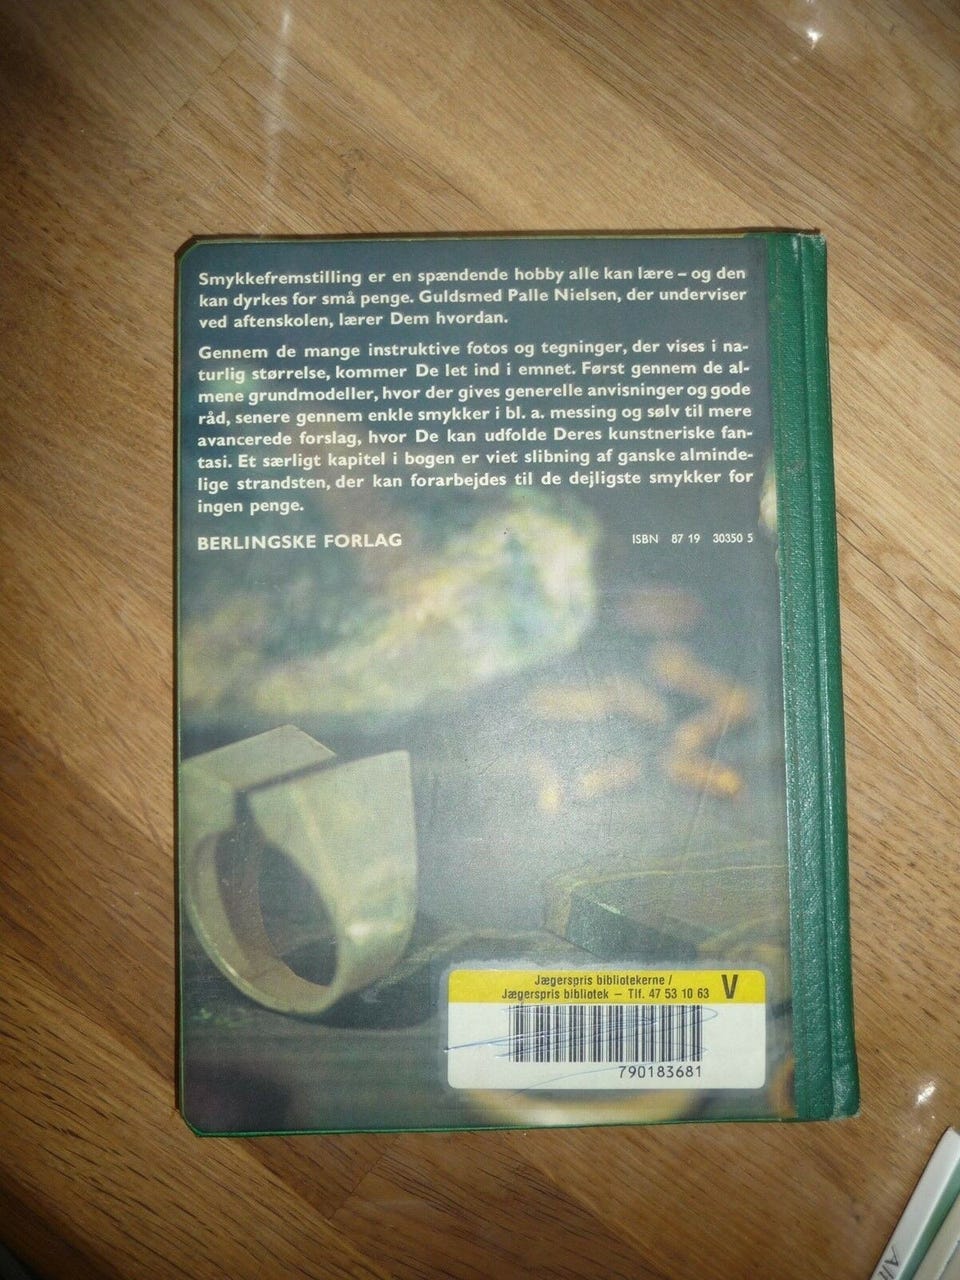 Smykkefremstilling er en spændende hobby alle kan lære – og den
kan dyrkes for små penge. Guldsmed Palle Nielsen, der underviser
ved aftenskolen, lærer Dem hvordan.
Gennem de mange instruktive fotos og tegninger, der vises i na-
turlig størrelse, kommer De let ind i emnet. Først gennem de al-
mene grundmodeller, hvor der gives generelle anvisninger og gode
råd, senere gennem enkle smykker i bl. a. messing og sølv til mere
avancerede forslag, hvor De kan udfolde Deres kunstneriske fan-
tasi. Et særligt kapitel i bogen er viet slibning af ganske alminde-
lige strandsten, der kan forarbejdes til de dejligste smykker for
ingen penge.
BERLINGSKE FORLAG
ISBN 87 19 30350 5
Jægerspris bibliotekerne /
Jægerspris bibliotek – Tlf. 47 53 10 63 V
790183681